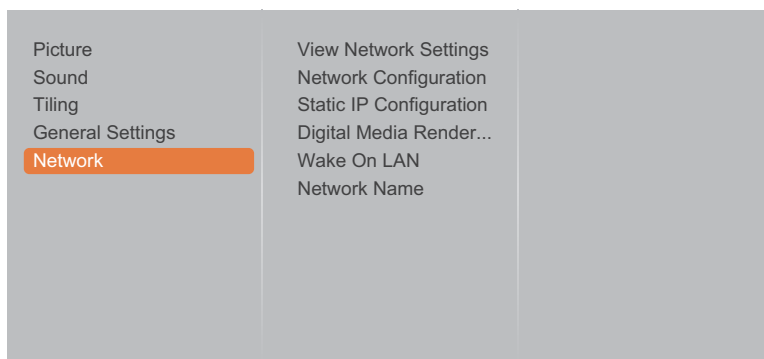 Picture
Sound
Tiling
General Settings
Network
View Network Settings
Network Configuration
Static IP Configuration
Digital Media Render...
Wake On LAN
Network Name